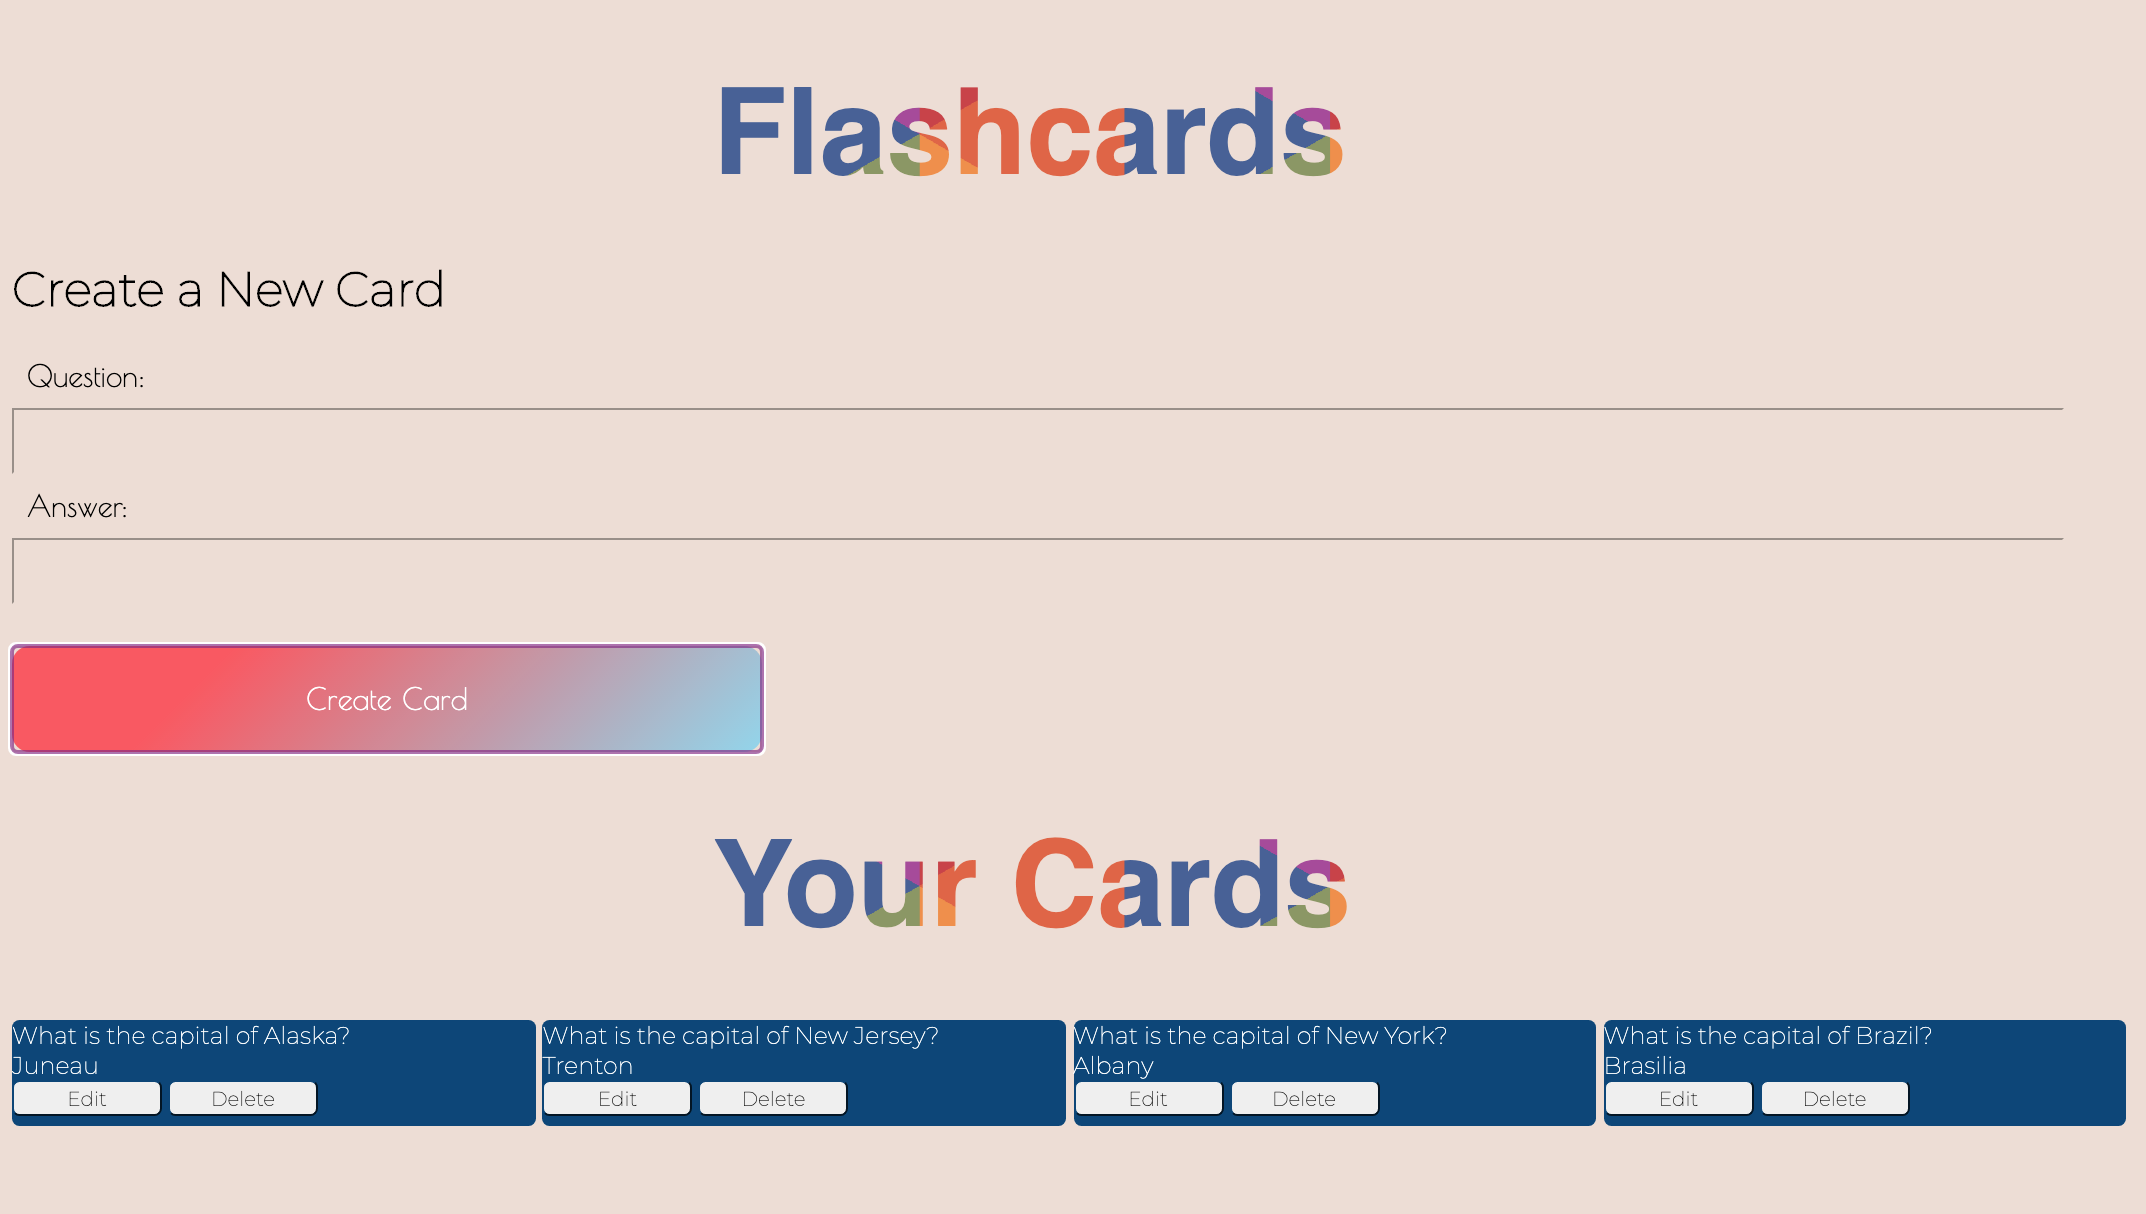 Flashcards
Create a New Card
Question:
Answer:
Create Card
Your Cards
What is the capital of Alaska?
Juneau
Edit Delete
What is the capital of New Jersey?
Trenton
Edit Delete
What is the capital of New York?
Albany
Edit Delete
What is the capital of Brazil?
Brasilia
Edit Delete